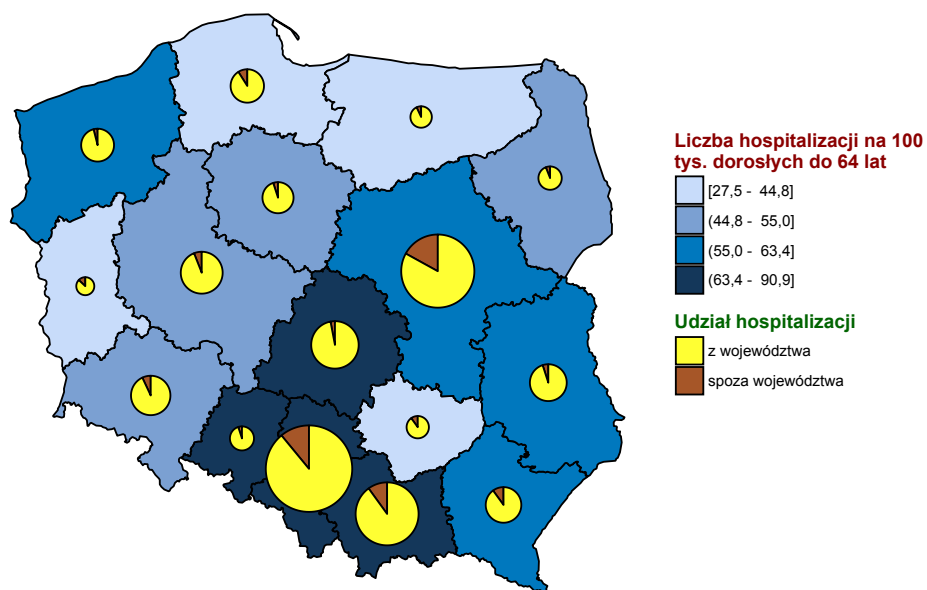 Liczba hospitalizacji na 100
tys. dorosłych do 64 lat
[27,5 - 44,8]
(44,8 - 55,0]
(55,0 - 63,4]
(63,4 - 90,9]
Udział hospitalizacji
z województwa
spoza województwa